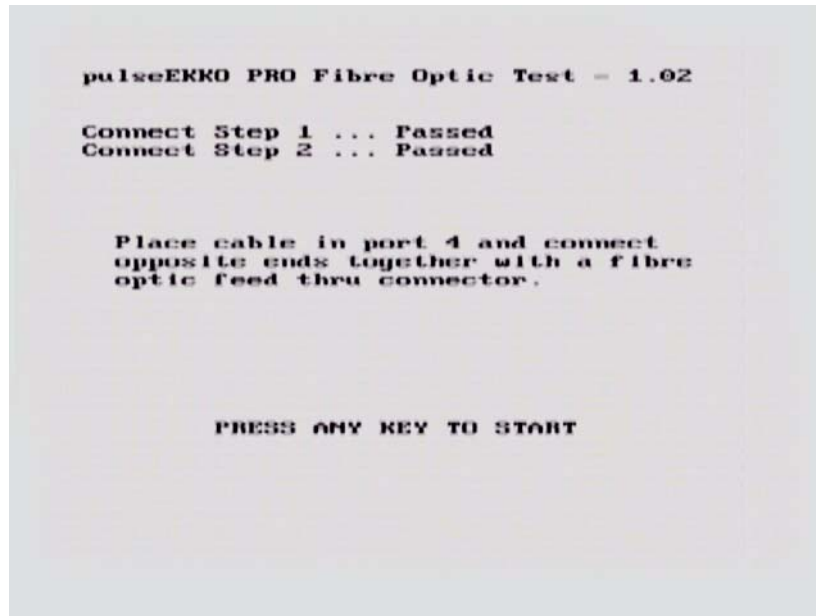 pulseEKKO PRO Fibre Optic Test - 1.02
Connect Step 1 ... Passed
Connect Step 2 ... Passed
Place cable in port 4 and connect
opposite ends together with a fibre
optic feed thru connector.
PRESS ANY KEY TO START